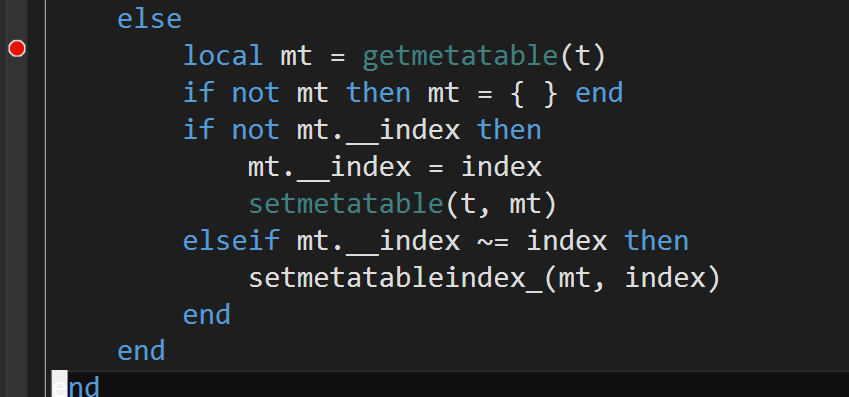 else
local mt = getmetatable(t)
if not mt then mt = { } end
if not mt.__index then
mt.__index = index
setmetatable(t, mt)
elseif mt.__index ~= index then
setmetatableindex_(mt, index)
end
end
end